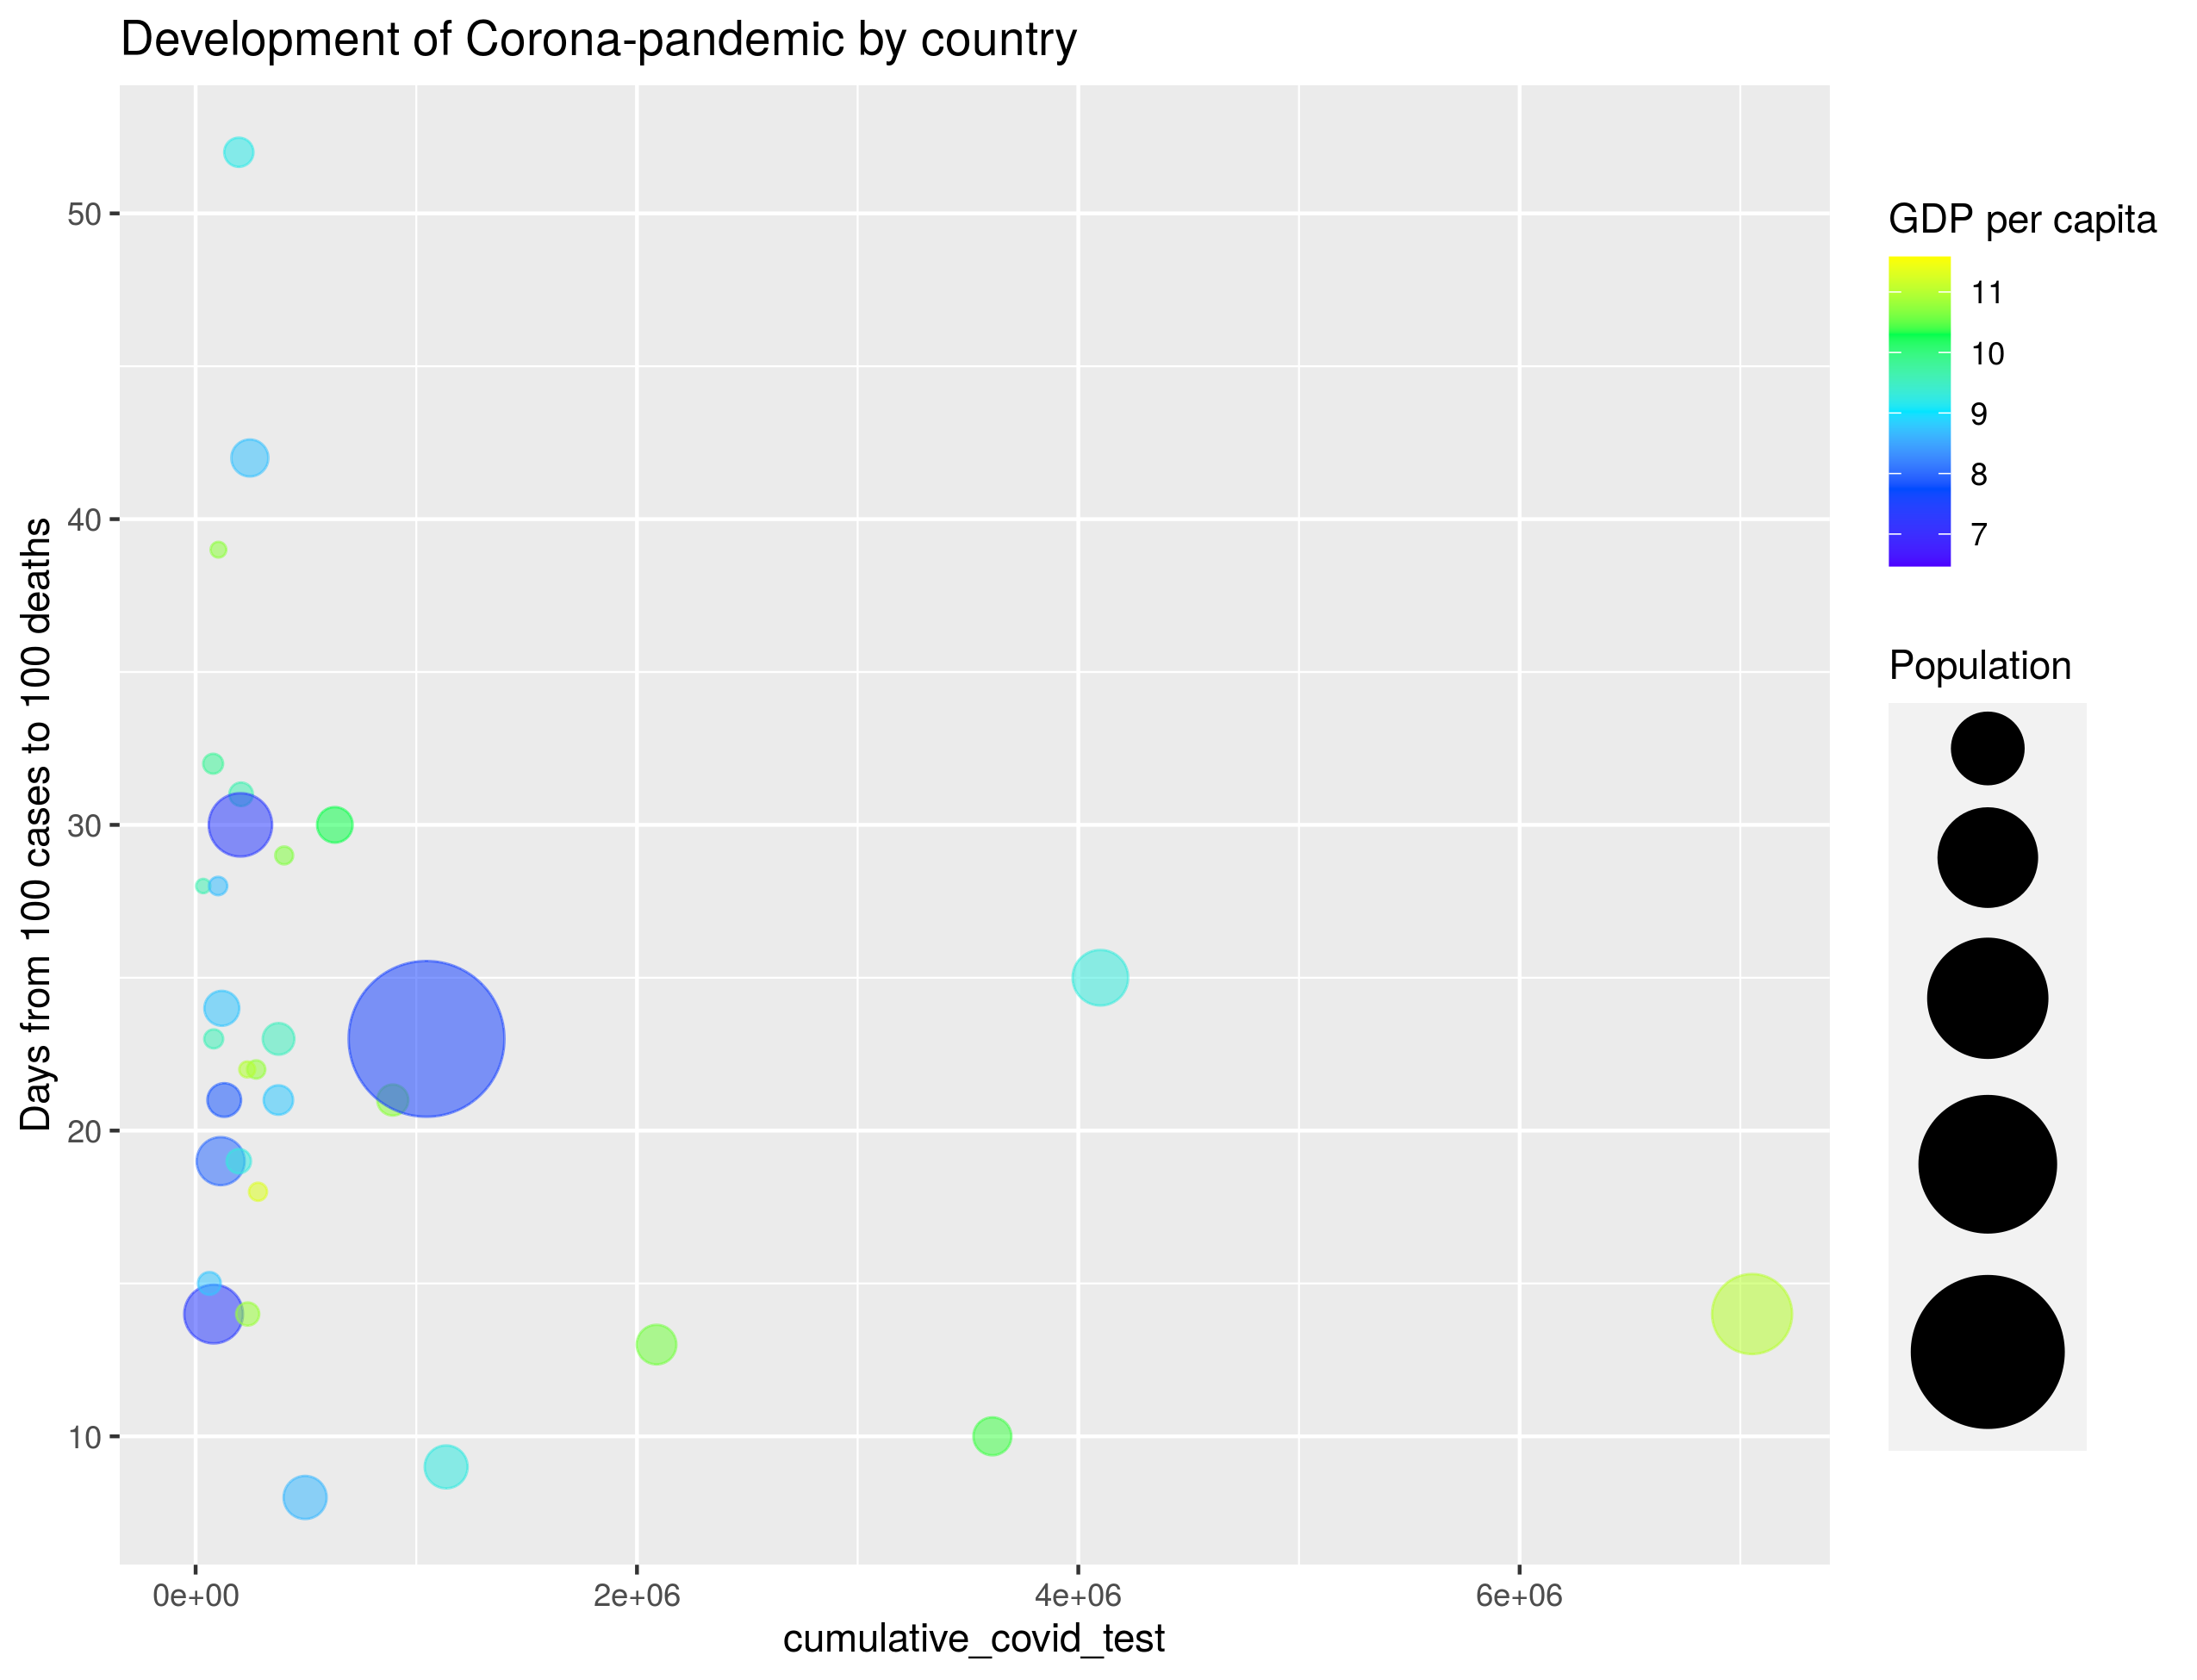 Development of Corona-pandemic by country
Days from 100 cases to 100 deaths
50
40
30
20
10
0e+00
2e+06
4e+06
6e+06
cumulative_covid_test
GDP per capita
11
10
9
8
7
Population